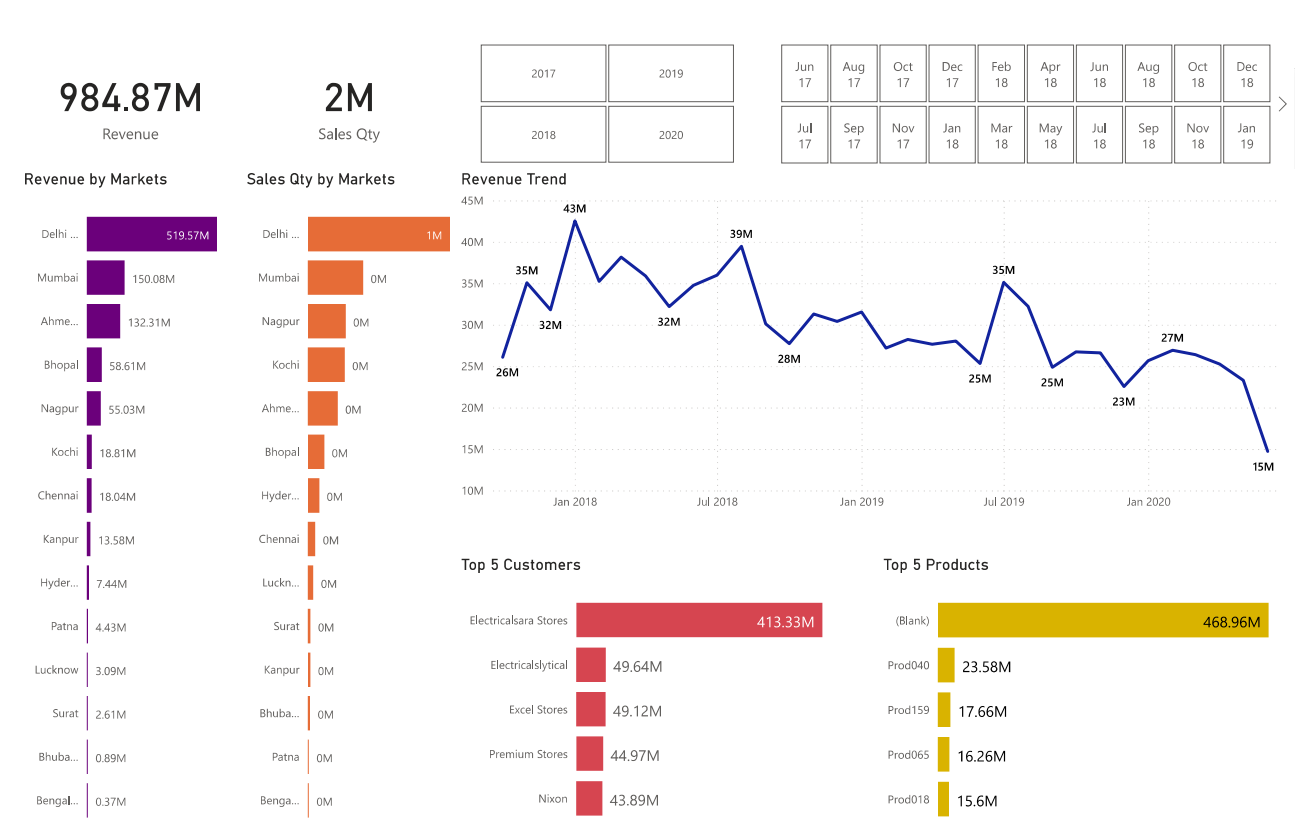 984.87M
Revenue
2M
Sales Qty
2017
2019
2018
2020
Jun 17
Aug 17
Oct 17
Dec 17
Feb 18
Apr 18
Jun 18
Aug 18
Oct 18
Dec 18
Jul 17
Sep 17
Nov 17
Jan 18
Mar 18
May 18
Jul 18
Sep 18
Nov 18
Jan 19
Revenue by Markets
Delhi ... 519.57M
Mumbai 150.08M
Ahme... 132.31M
Bhopal 58.61M
Nagpur 55.03M
Kochi 18.81M
Chennai 18.04M
Kanpur 13.58M
Hyder... 7.44M
Patna 4.43M
Lucknow 3.09M
Surat 2.61M
Bhuba... 0.89M
Bengal... 0.37M
Sales Qty by Markets
Delhi ... 1M
Mumbai 0M
Nagpur 0M
Kochi 0M
Ahme... 0M
Bhopal 0M
Hyder... 0M
Chennai 0M
Luckn... 0M
Surat 0M
Kanpur 0M
Bhuba... 0M
Patna 0M
Benga... 0M
Revenue Trend
45M
40M
35M
30M
25M
20M
15M
10M
26M
35M
32M
43M
32M
39M
28M
25M
35M
25M
23M
27M
15M
Jan 2018
Jul 2018
Jan 2019
Jul 2019
Jan 2020
Top 5 Customers
Electricalsara Stores 413.33M
Electricalslytical 49.64M
Excel Stores 49.12M
Premium Stores 44.97M
Nixon 43.89M
Top 5 Products
(Blank) 468.96M
Prod040 23.58M
Prod159 17.66M
Prod065 16.26M
Prod018 15.6M